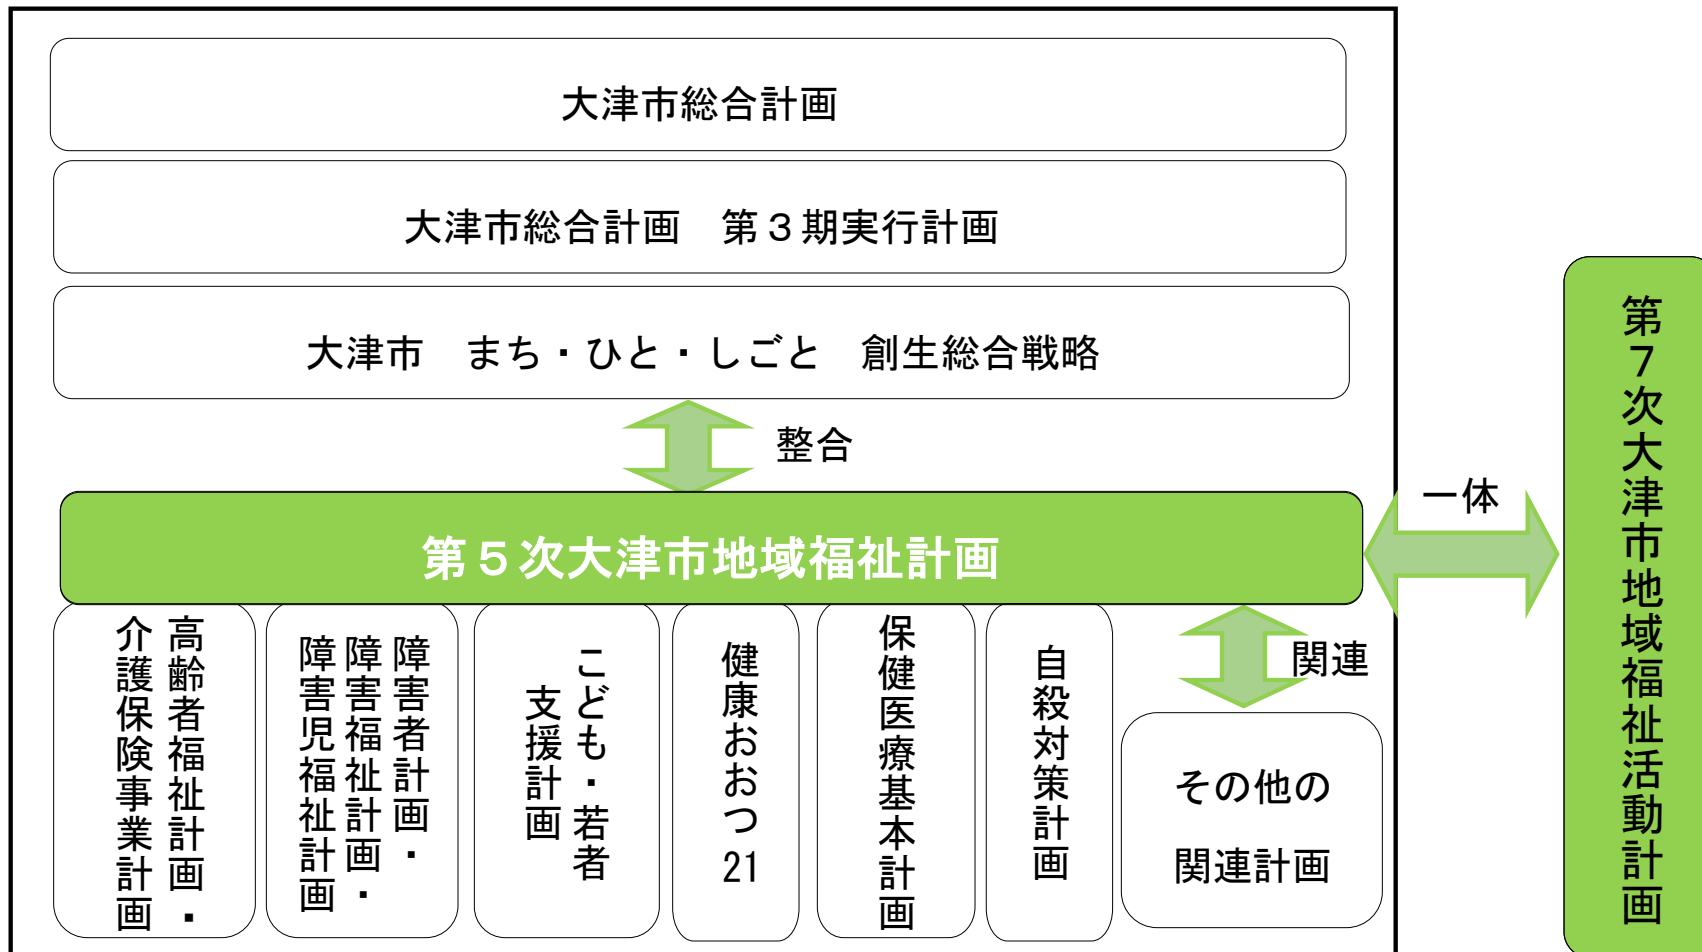 大津市総合計画
大津市総合計画　第３期実行計画
大津市　まち・ひと・しごと　創生総合戦略
整合
第５次大津市地域福祉計画
一体
第７次大津市地域福祉活動計画
高齢者福祉計画・
介護保険事業計画
障害者計画・
障害福祉計画・
障害児福祉計画
こども・若者
支援計画
健康おおつ21
保健医療基本計画
自殺対策計画
関連
その他の
関連計画